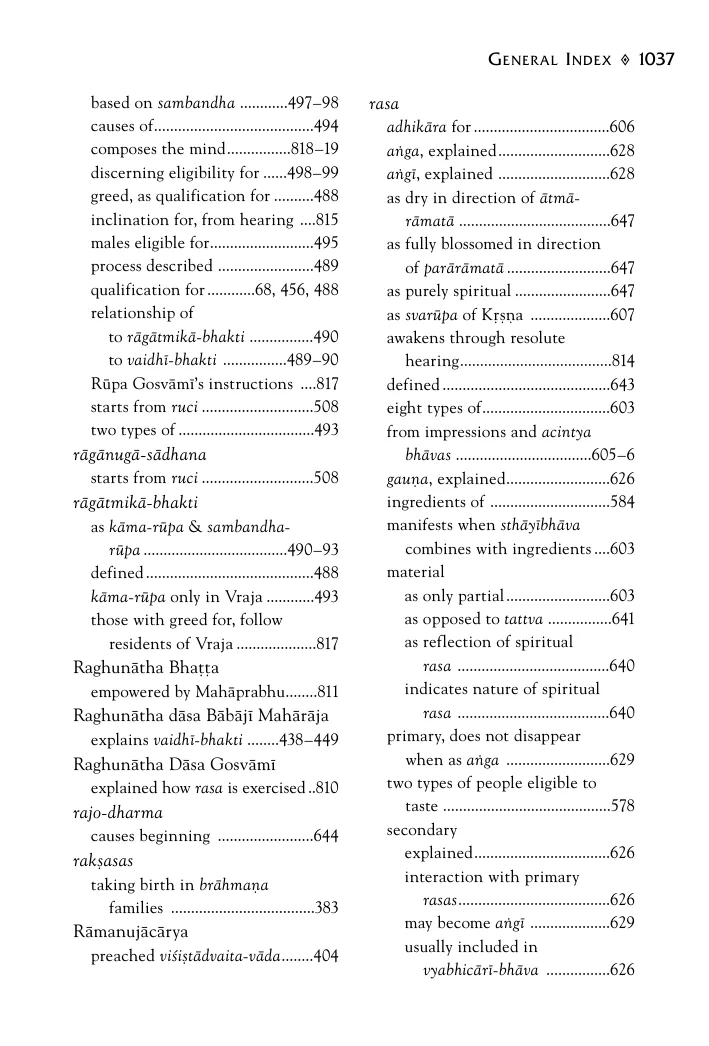 GENERAL INDEX ◈ 1037
based on sambandha ............497–98
causes of........................................494
composes the mind................818–19
discerning eligibility for ......498–99
greed, as qualification for ..........488
inclination for, from hearing ....815
males eligible for..........................495
process described ........................489
qualification for............68, 456, 488
relationship of
to rāgātmikā-bhakti ................490
to vaidhī-bhakti ................489–90
Rūpa Gosvāmī's instructions ....817
starts from ruci ............................508
two types of ..................................493
rāgānugā-sādhana
starts from ruci ............................508
rāgātmikā-bhakti
as kāma-rūpa & sambandha-
rūpa ....................................490–93
defined..........................................488
kāma-rūpa only in Vraja ............493
those with greed for, follow
residents of Vraja ....................817
Raghunātha Bhaṭṭa
empowered by Mahāprabhu........811
Raghunātha dāsa Bābājī Mahārāja
explains vaidhī-bhakti ........438–449
Raghunātha Dāsa Gosvāmī
explained how rasa is exercised..810
rajo-dharma
causes beginning ........................644
rakṣasas
taking birth in brāhmaṇa
families ....................................383
Rāmanujācārya
preached viśiṣtādvaita-vāda........404
rasa
adhikāra for..................................606
aṅga, explained............................628
aṅgī, explained ............................628
as dry in direction of ātmā-
rāmatā ......................................647
as fully blossomed in direction
of parārāmatā..........................647
as purely spiritual ........................647
as svarūpa of Kṛṣṇa ....................607
awakens through resolute
hearing......................................814
defined..........................................643
eight types of................................603
from impressions and acintya
bhāvas ..................................605–6
gauṇa, explained..........................626
ingredients of ..............................584
manifests when sthāyībhāva
combines with ingredients....603
material
as only partial..........................603
as opposed to tattva ................641
as reflection of spiritual
rasa ......................................640
indicates nature of spiritual
rasa ......................................640
primary, does not disappear
when as aṅga ..........................629
two types of people eligible to
taste ..........................................578
secondary
explained..................................626
interaction with primary
rasas......................................626
may become aṅgī ....................629
usually included in
vyabhicārī-bhāva ................626